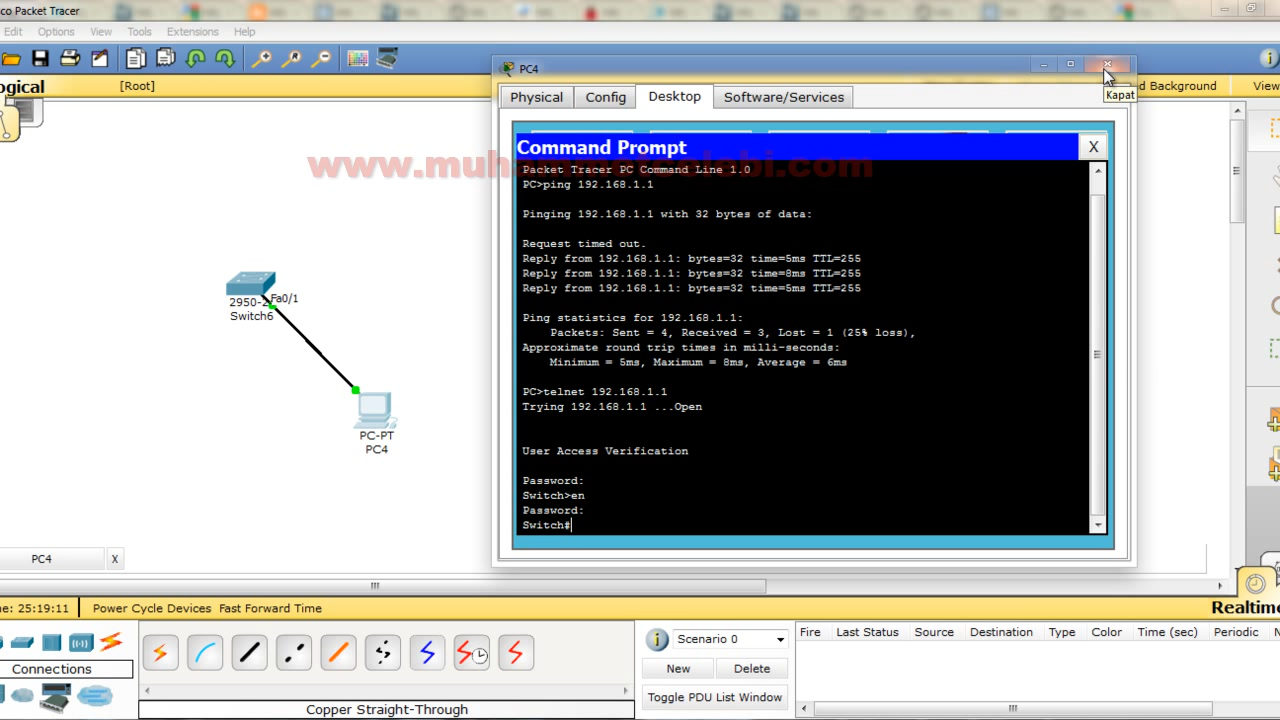 co Packet Tracer
Edit Options View Tools Extensions Help
ogical
[Root]
d Background
View
PC4
Kapat
Physical Config Desktop Software/Services
Command Prompt
X
www.muhammetcelebi.com
Packet Tracer PC Command Line 1.0
PC>ping 192.168.1.1
Pinging 192.168.1.1 with 32 bytes of data:
Request timed out.
Reply from 192.168.1.1: bytes=32 time=5ms TTL=255
Reply from 192.168.1.1: bytes=32 time=8ms TTL=255
Reply from 192.168.1.1: bytes=32 time=5ms TTL=255
Ping statistics for 192.168.1.1:
Packets: Sent = 4, Received = 3, Lost = 1 (25% loss),
Approximate round trip times in milli-seconds:
Minimum = 5ms, Maximum = 8ms, Average = 6ms
PC>telnet 192.168.1.1
Trying 192.168.1.1 ...Open
User Access Verification
Password:
Switch>en
Password:
Switch#
Fa0/1
2950-2
Switch6
PC-PT
PC4
PC4 X
ne: 25:19:11 Power Cycle Devices Fast Forward Time
Realtime
Connections
Copper Straight-Through
Scenario 0
New Delete
Toggle PDU List Window
Fire Last Status Source Destination Type Color Time (sec) Periodic